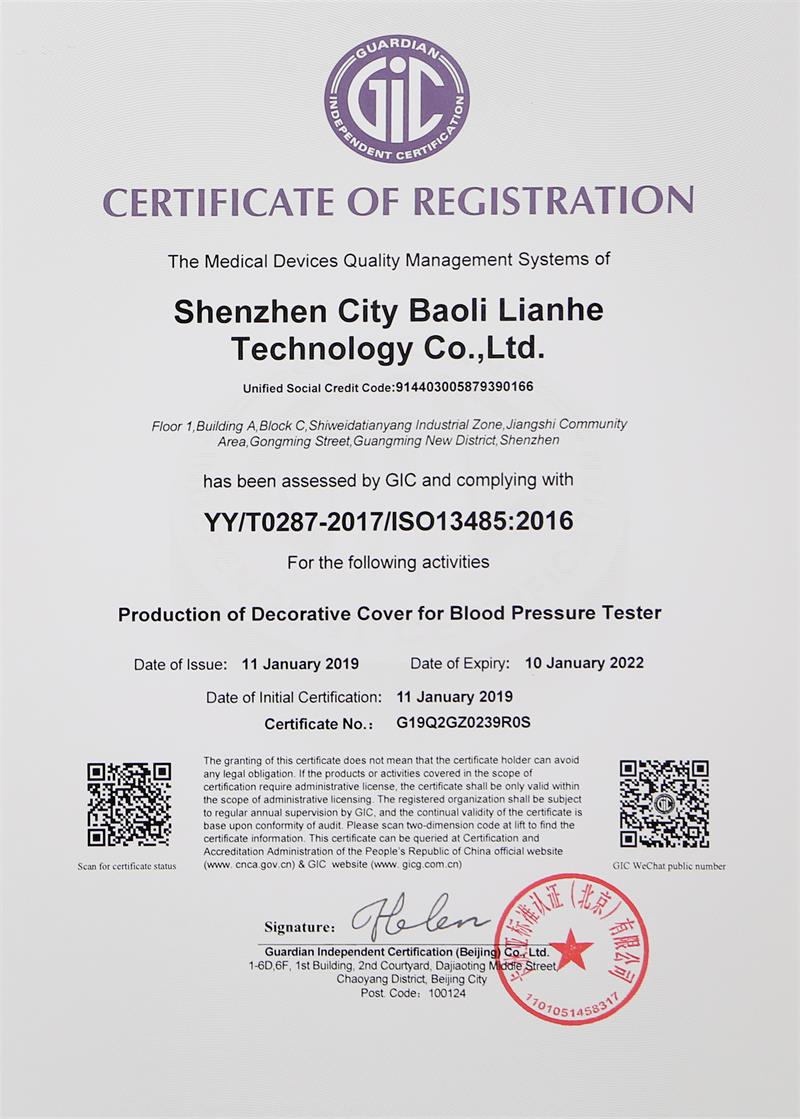 GUARDIAN
GIC
INDEPENDENT CERTIFICATION
CERTIFICATE OF REGISTRATION
The Medical Devices Quality Management Systems of
Shenzhen City Baoli Lianhe
Technology Co.,Ltd.
Unified Social Credit Code:914403005879390166
Floor 1,Building A,Block C,Shiweidatianyang Industrial Zone,Jiangshi Community
Area,Gongming Street,Guangming New District,Shenzhen
has been assessed by GIC and complying with
YY/T0287-2017/ISO13485:2016
For the following activities
Production of Decorative Cover for Blood Pressure Tester
Date of Issue: 11 January 2019 Date of Expiry: 10 January 2022
Date of Initial Certification: 11 January 2019
Certificate No.: G19Q2GZ0239R0S
The granting of this certificate does not mean that the certificate holder can avoid
any legal obligation. If the products or activities covered in the scope of
certification require administrative license, the certificate shall be only valid within
the scope of administrative licensing. The registered organization shall be subject
to regular annual supervision by GIC, and the continual validity of the certificate is
base upon conformity of audit. Please scan two-dimension code at lift to find the
certificate information. This certificate can be queried at Certification and
Accreditation Administration of the People's Republic of China official website
(www. cnca.gov.cn) & GIC website (www. gicg.com.cn)
Scan for certificate status
GIC
GIC WeChat public number
Signature: Helen
Guardian Independent Certification (Beijing) Co., Ltd.
1-6D,6F, 1st Building, 2nd Courtyard, Dajiaoting Middle Street,
Chaoyang District, Beijing City
Post Code: 100124
标准认证(北京)有限公司
1101051458317